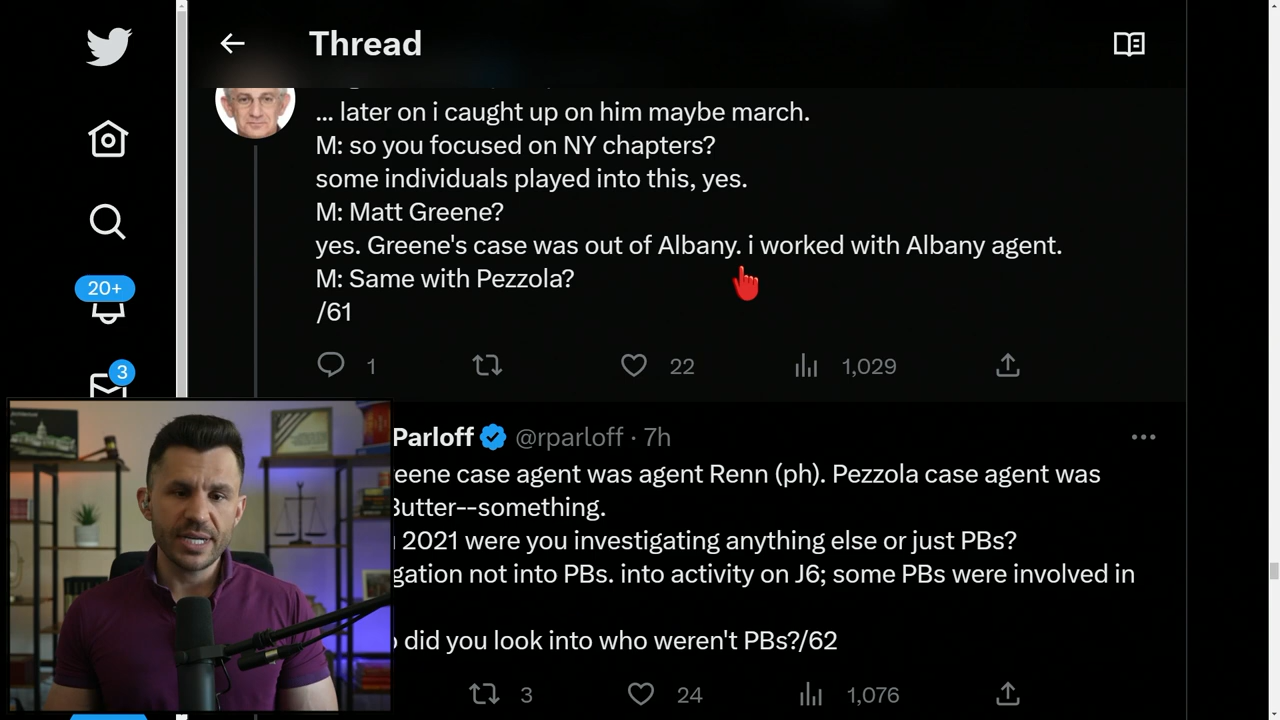 Thread
... later on i caught up on him maybe march.
M: so you focused on NY chapters?
some individuals played into this, yes.
M: Matt Greene?
yes. Greene's case was out of Albany. i worked with Albany agent.
M: Same with Pezzola?
/61
1 22 1,029
20+
3
Parloff @rparloff · 7h
eene case agent was agent Renn (ph). Pezzola case agent was
Butter--something.
2021 were you investigating anything else or just PBs?
gation not into PBs. into activity on J6; some PBs were involved in
did you look into who weren't PBs?/62
3 24 1,076